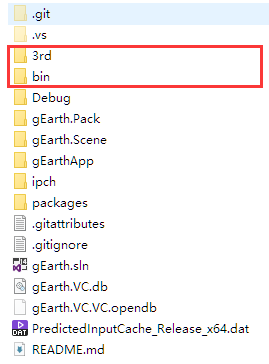 .git
.vs
3rd
bin
Debug
gEarth.Pack
gEarth.Scene
gEarthApp
ipch
packages
.gitattributes
.gitignore
gEarth.sln
gEarth.VC.db
gEarth.VC.VC.opendb
DAT
PredictedInputCache_Release_x64.dat
README.md